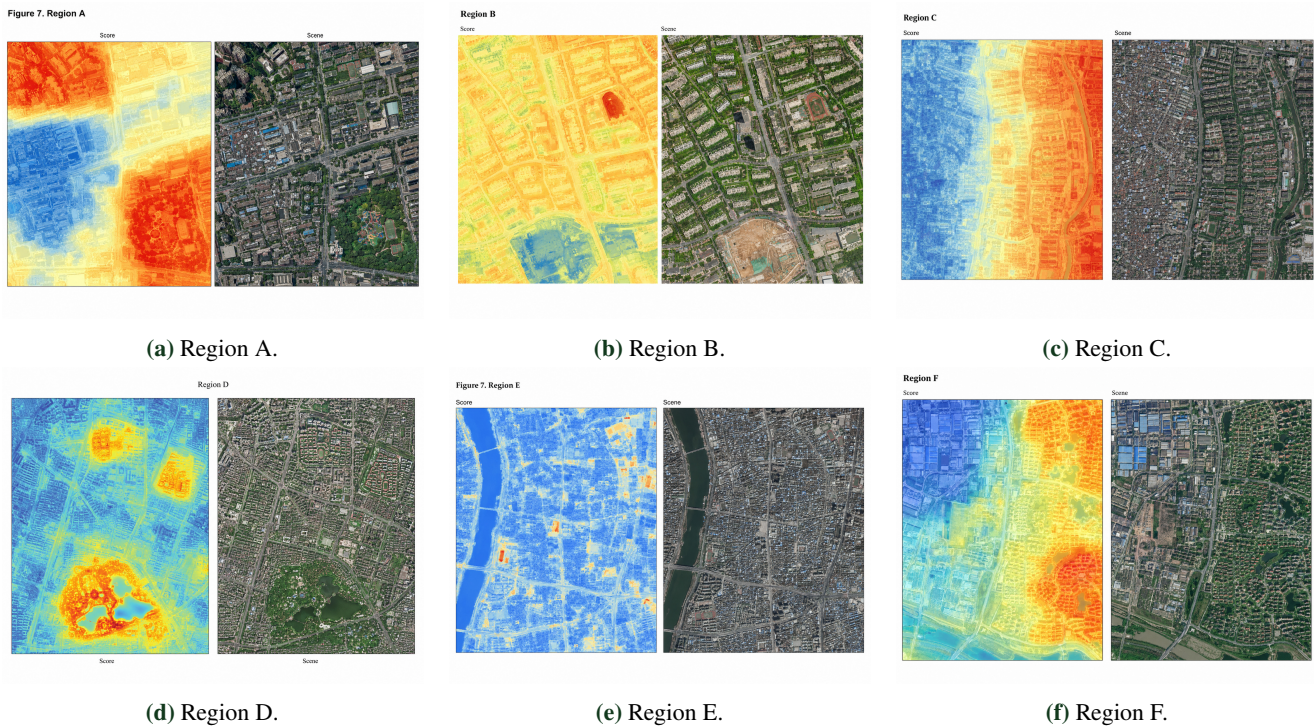 Figure 7. Region A
Score
Scene
Region B
Score
Scene
Region C
Score
Scene
(a) Region A.
(b) Region B.
(c) Region C.
Region D
Score
Scene
Figure 7. Region E
Score
Scene
Region F
Score
Scene
(d) Region D.
(e) Region E.
(f) Region F.